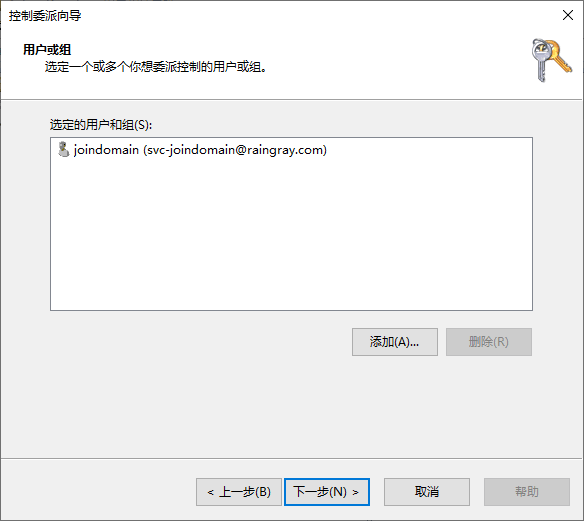 控制委派向导
用户或组
选定一个或多个你想委派控制的用户或组。
选定的用户和组(S):
joindomain (svc-joindomain@raingray.com)
添加(A)...
删除(R)
< 上一步(B)
下一步(N) >
取消
帮助